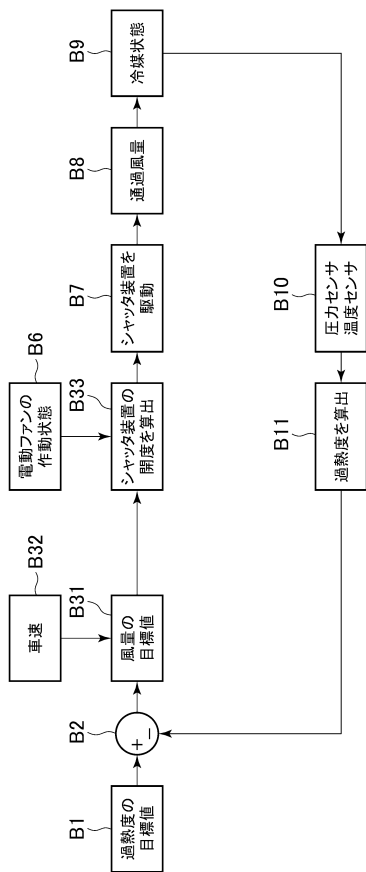 B1
過熱度の
目標値
B2
+
−
B32
車速
B31
風量の
目標値
B6
電動ファンの
作動状態
B33
シャッタ装置の
開度を算出
B7
シャッタ装置を
駆動
B8
通過風量
B9
冷媒状態
B10
圧力センサ
温度センサ
B11
過熱度を算出